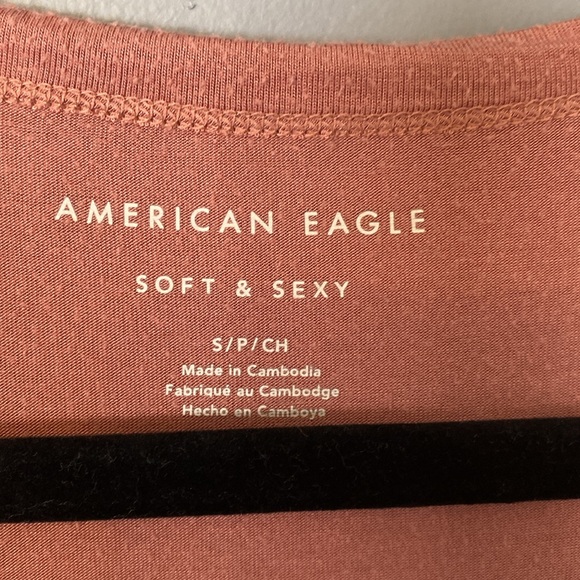 AMERICAN EAGLE
SOFT & SEXY
S/P/CH
Made in Cambodia
Fabriqué au Cambodge
Hecho en Camboya